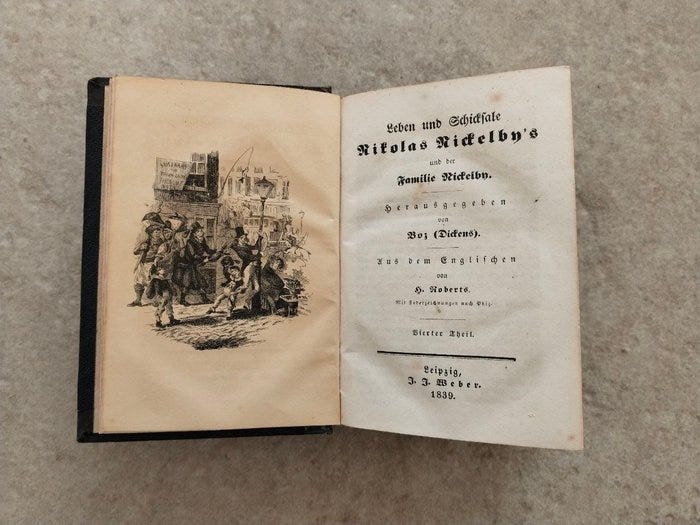 Leben und Schicksale
Nikolas Nickelby's
und der
Familie Nickelby.
Herausgegeben
von
Boz (Dickens).
Aus dem Englischen
von
H. Roberts.
Mit Federzeichnungen nach Phiz.
Vierter Theil.
Leipzig,
J. J. Weber.
1839.